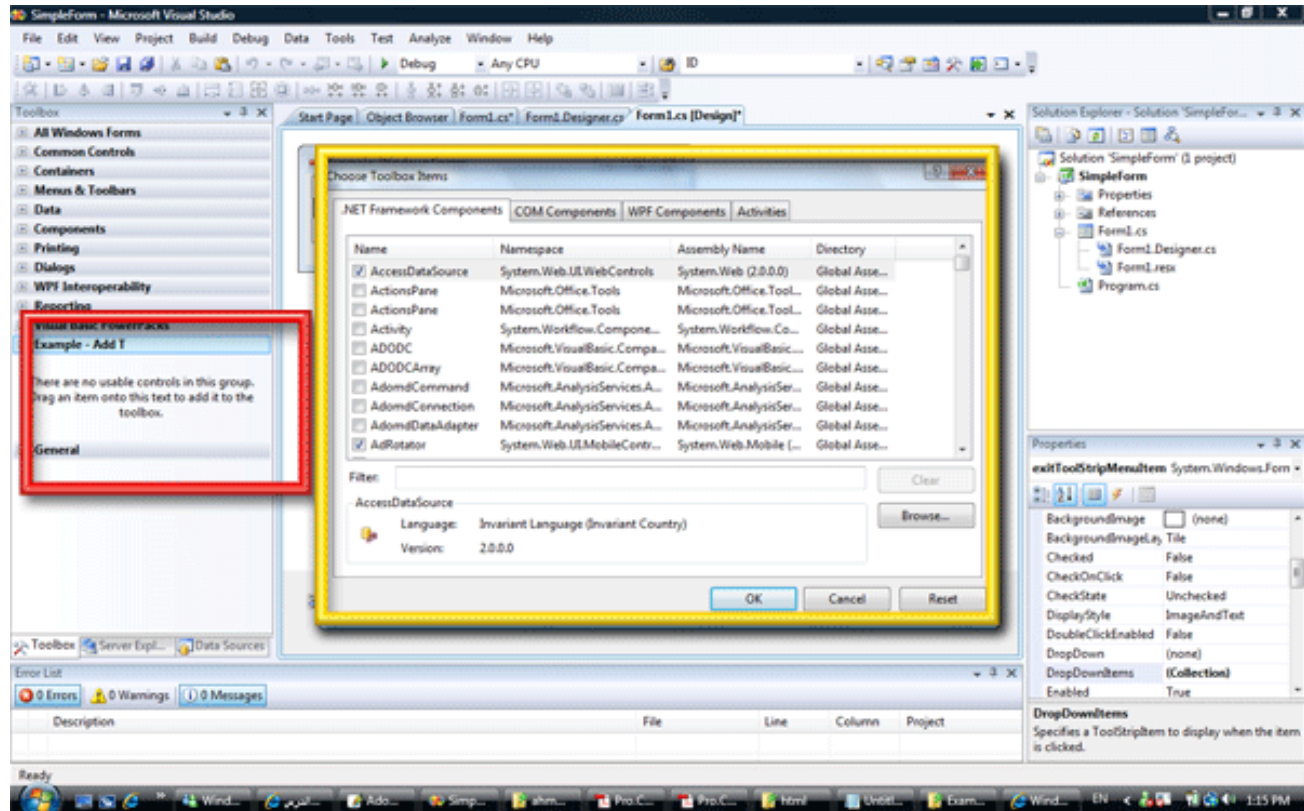 SimpleForm - Microsoft Visual Studio
File Edit View Project Build Debug Data Tools Test Analyze Window Help
Debug Any CPU ID
Toolbox
All Windows Forms
Common Controls
Containers
Menus & Toolbars
Data
Components
Printing
Dialogs
WPF Interoperability
Reporting
Visual Basic PowerPacks
Example - Add T
There are no usable controls in this group.
Drag an item onto this text to add it to the
toolbox.
General
Toolbox Server Expl... Data Sources
Start Page Object Browser Form1.cs* Form1.Designer.cs* Form1.cs [Design]*
Choose Toolbox Items
.NET Framework Components COM Components WPF Components Activities
Name Namespace Assembly Name Directory
AccessDataSource System.Web.UI.WebControls System.Web (2.0.0.0) Global Asse...
ActionsPane Microsoft.Office.Tools Microsoft.Office.Tool... Global Asse...
ActionsPane Microsoft.Office.Tools Microsoft.Office.Tool... Global Asse...
Activity System.Workflow.Compone... System.Workflow.Co... Global Asse...
ADODC Microsoft.VisualBasic.Compa... Microsoft.VisualBasic.... Global Asse...
ADODCArray Microsoft.VisualBasic.Compa... Microsoft.VisualBasic.... Global Asse...
AdomdCommand Microsoft.AnalysisServices.A... Microsoft.AnalysisSer... Global Asse...
AdomdConnection Microsoft.AnalysisServices.A... Microsoft.AnalysisSer... Global Asse...
AdomdDataAdapter Microsoft.AnalysisServices.A... Microsoft.AnalysisSer... Global Asse...
AdRotator System.Web.UI.MobileContr... System.Web.Mobile (... Global Asse...
Filter:
Clear
AccessDataSource
Language: Invariant Language (Invariant Country)
Browse...
Version: 2.0.0.0
OK Cancel Reset
Solution Explorer - Solution 'SimpleFor...
Solution 'SimpleForm' (1 project)
SimpleForm
Properties
References
Form1.cs
Form1.Designer.cs
Form1.resx
Program.cs
Properties
exitToolStripMenuItem System.Windows.Form
BackgroundImage (none)
BackgroundImageLay Tile
Checked False
CheckOnClick False
CheckState Unchecked
DisplayStyle ImageAndText
DoubleClickEnabled False
DropDown (none)
DropDownItems (Collection)
Enabled True
DropDownItems
Specifies a ToolStripItem to display when the item
is clicked.
Error List
0 Errors 0 Warnings 0 Messages
Description File Line Column Project
Ready
Wind... Ado... Simp... ahm... Pro.C... Pro.C... html Untitl... Exam... Wind... EN 1:15 PM